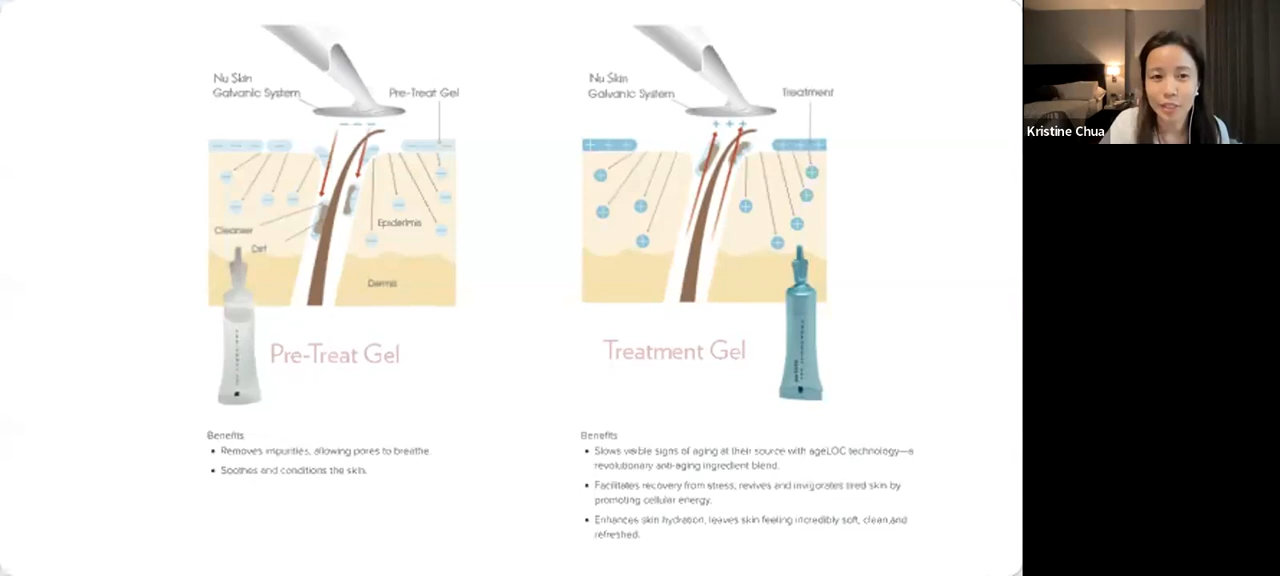 Nu Skin
Galvanic System
Pre-Treat Gel
Cleanser
Dirt
Epidermis
Dermis
Pre-Treat Gel
Benefits
Removes impurities, allowing pores to breathe.
Soothes and conditions the skin.
Nu Skin
Galvanic System
Treatment
Treatment Gel
Benefits
Slows visible signs of aging at their source with ageLOC technology—a
revolutionary anti-aging ingredient blend.
Facilitates recovery from stress, revives and invigorates tired skin by
promoting cellular energy.
Enhances skin hydration, leaves skin feeling incredibly soft, clean,and
refreshed.
Kristine Chua